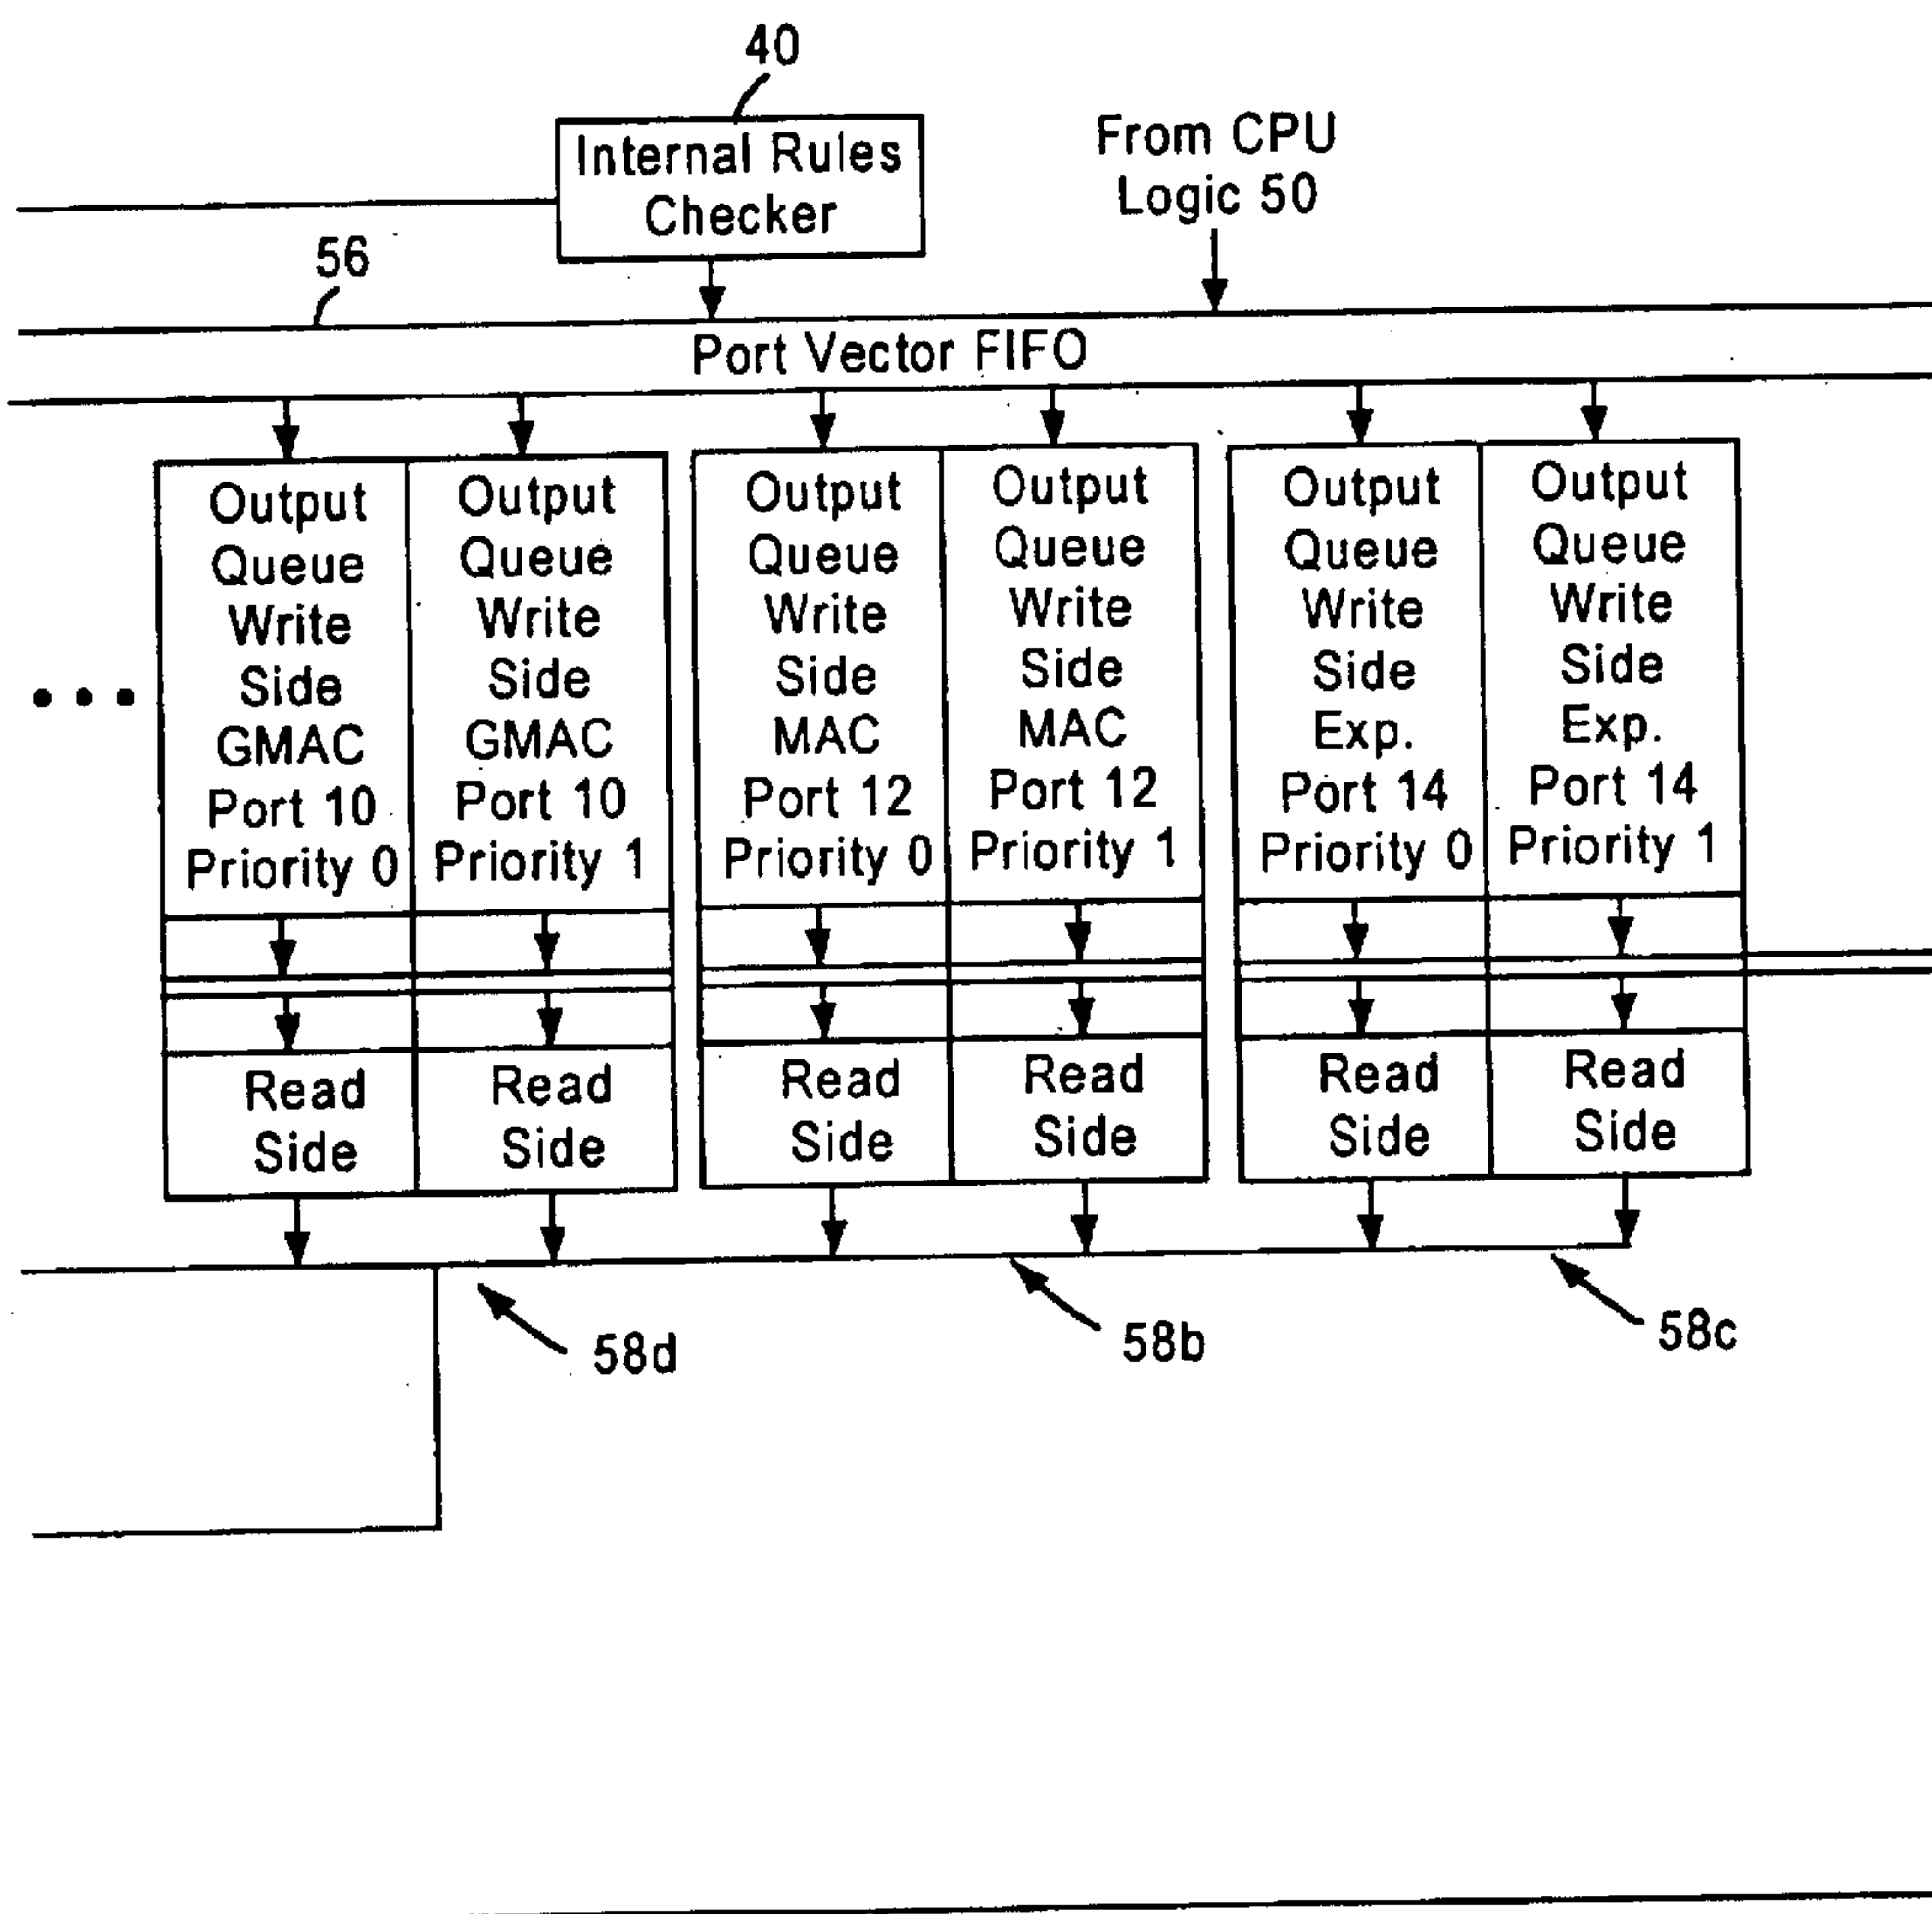 40
Internal Rules
Checker
From CPU
Logic 50
56
Port Vector FIFO
Output
Queue
Write
Side
GMAC
Port 10
Priority 0
Output
Queue
Write
Side
GMAC
Port 10
Priority 1
Output
Queue
Write
Side
MAC
Port 12
Priority 0
Output
Queue
Write
Side
MAC
Port 12
Priority 1
Output
Queue
Write
Side
Exp.
Port 14
Priority 0
Output
Queue
Write
Side
Exp.
Port 14
Priority 1
Read
Side
Read
Side
Read
Side
Read
Side
Read
Side
Read
Side
58d
58b
58c